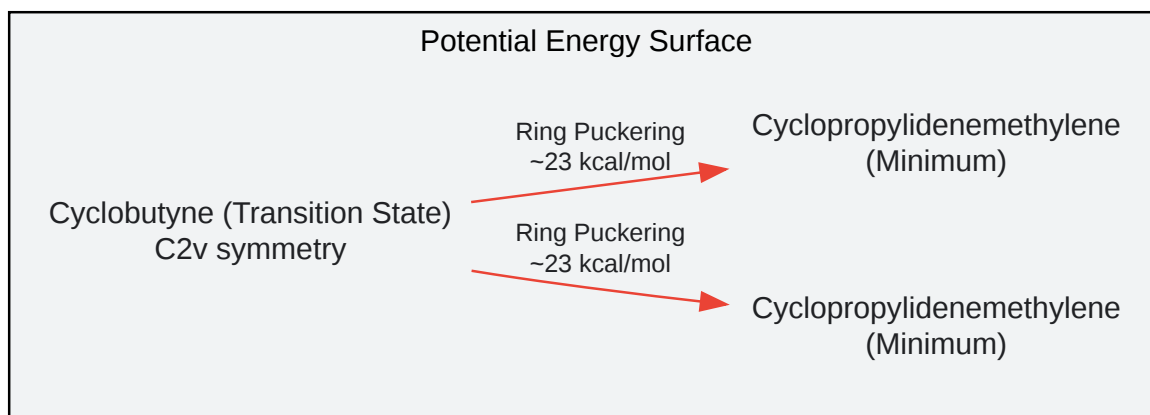 Potential Energy Surface
Ring Puckering
~23 kcal/mol
Cyclopropylidenemethylene
(Minimum)
Cyclobutyne (Transition State)
C2v symmetry
Ring Puckering
~23 kcal/mol
Cyclopropylidenemethylene
(Minimum)